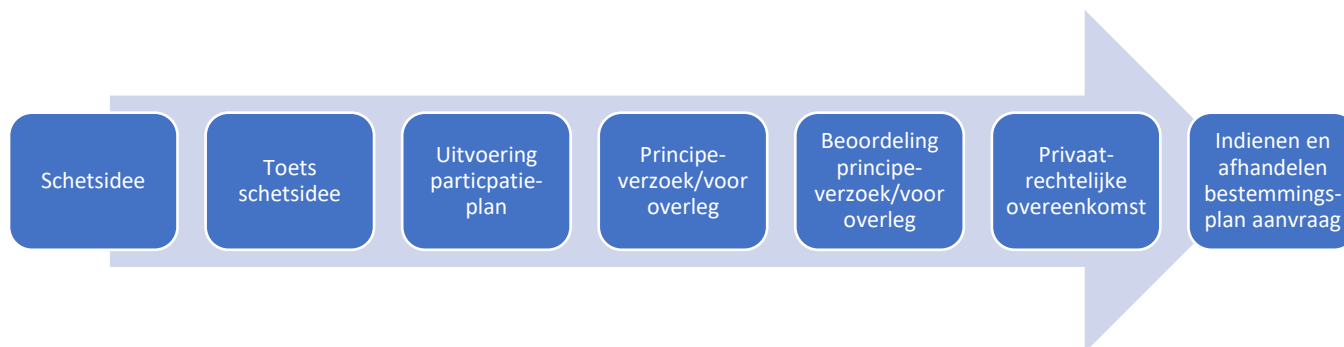 Schetsidee
Toets
schetsidee
Uitvoering
particpatie-
plan
Principe-
verzoek/voor
overleg
Beoordeling
principe-
verzoek/voor
overleg
Privaat-
rechtelijke
overeenkomst
Indienen en
afhandelen
bestemmings-
plan aanvraag